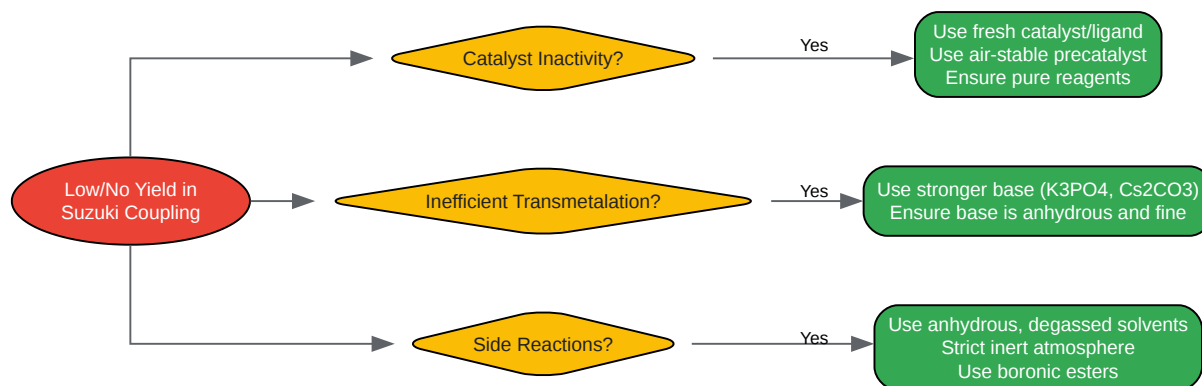 Catalyst Inactivity?
Yes
Use fresh catalyst/ligand
Use air-stable precatalyst
Ensure pure reagents
Low/No Yield in
Suzuki Coupling
Inefficient Transmetalation?
Yes
Use stronger base (K3PO4, Cs2CO3)
Ensure base is anhydrous and fine
Side Reactions?
Yes
Use anhydrous, degassed solvents
Strict inert atmosphere
Use boronic esters